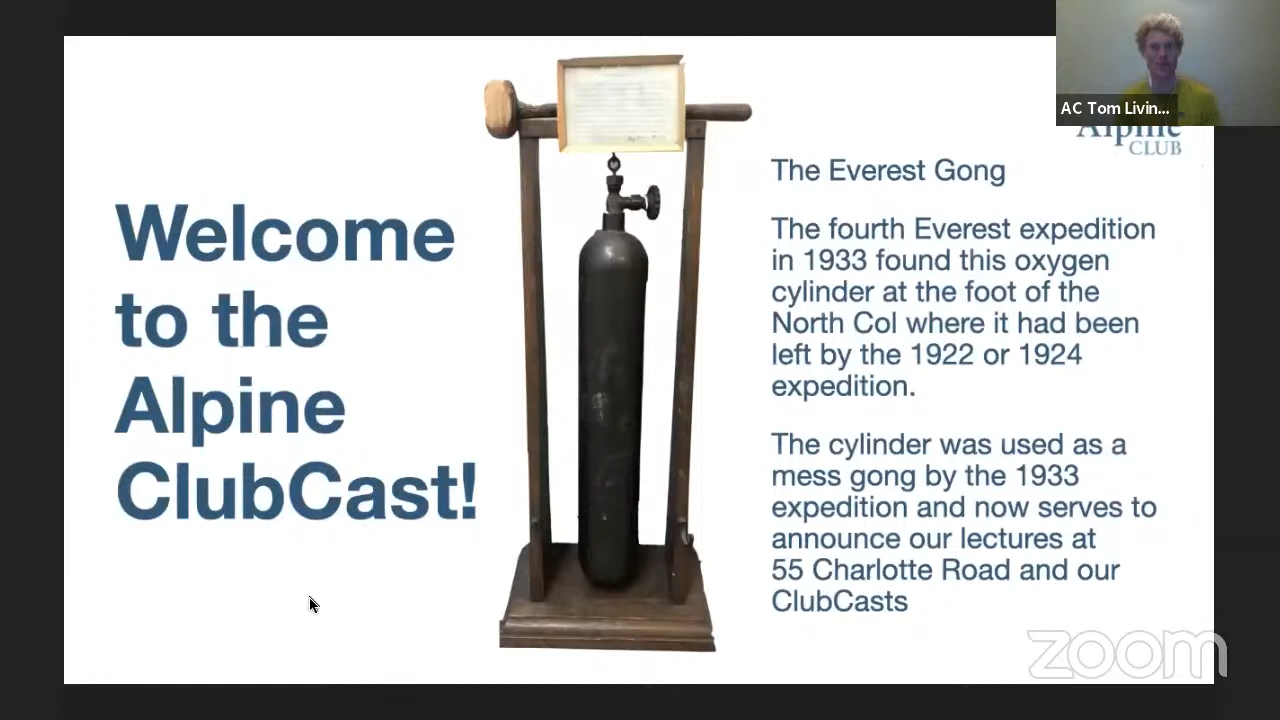 Welcome
to the
Alpine
ClubCast!
AC Tom Livin...
Alpine
CLUB
The Everest Gong
The fourth Everest expedition
in 1933 found this oxygen
cylinder at the foot of the
North Col where it had been
left by the 1922 or 1924
expedition.
The cylinder was used as a
mess gong by the 1933
expedition and now serves to
announce our lectures at
55 Charlotte Road and our
ClubCasts
zoom